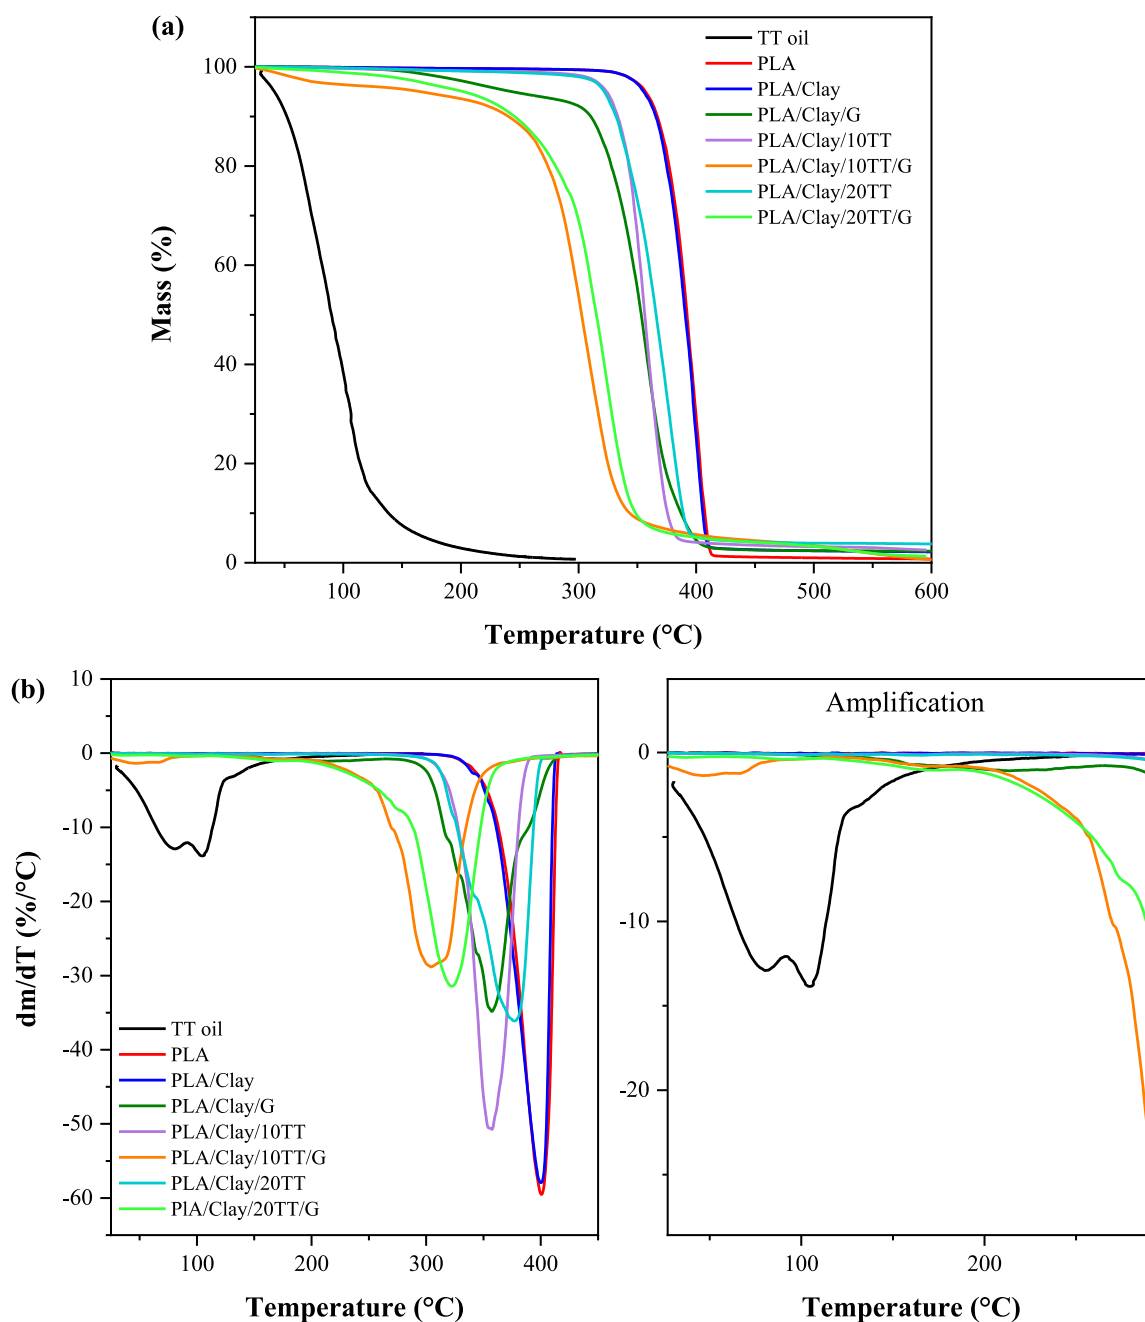 (a)
TT oil
PLA
PLA/Clay
PLA/Clay/G
PLA/Clay/10TT
PLA/Clay/10TT/G
PLA/Clay/20TT
PLA/Clay/20TT/G
100
80
60
40
20
0
Mass (%)
100 200 300 400 500 600
Temperature (°C)
(b)
10
0
-10
-20
-30
-40
-50
-60
dm/dT (%/°C)
TT oil
PLA
PLA/Clay
PLA/Clay/G
PLA/Clay/10TT
PLA/Clay/10TT/G
PLA/Clay/20TT
PlA/Clay/20TT/G
100 200 300 400
Temperature (°C)
Amplification
0
-10
-20
100 200
Temperature (°C)